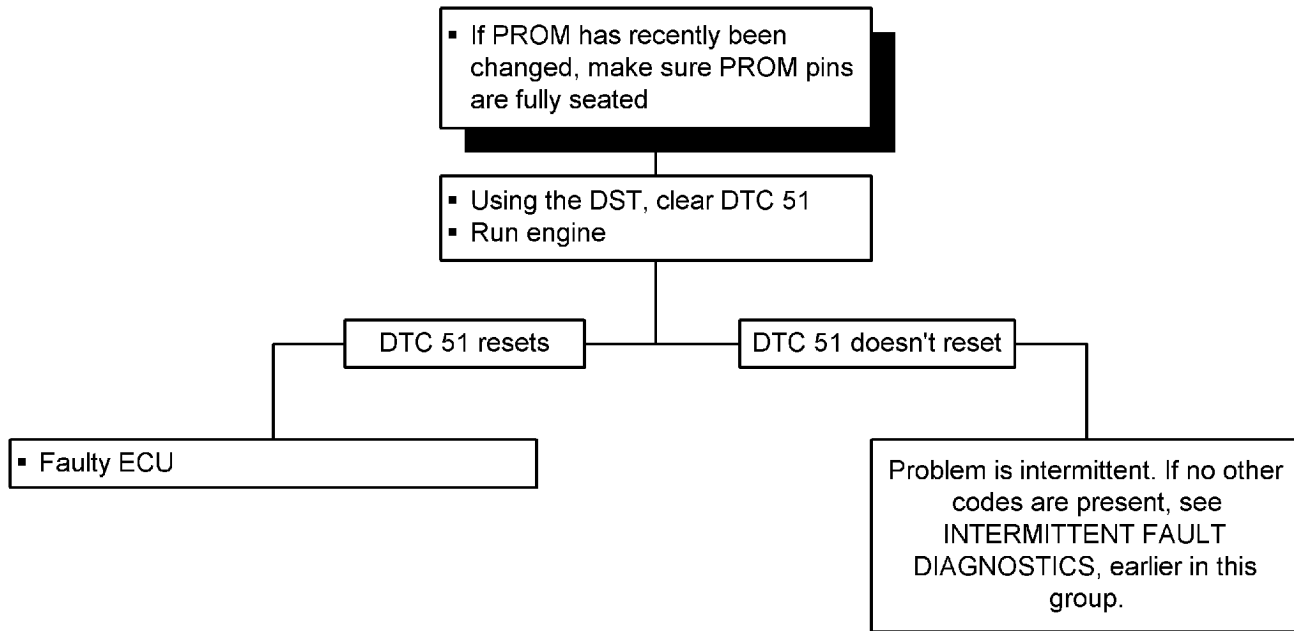 ▪ If PROM has recently been
changed, make sure PROM pins
are fully seated
▪ Using the DST, clear DTC 51
▪ Run engine
DTC 51 resets
DTC 51 doesn't reset
▪ Faulty ECU
Problem is intermittent. If no other
codes are present, see
INTERMITTENT FAULT
DIAGNOSTICS, earlier in this
group.